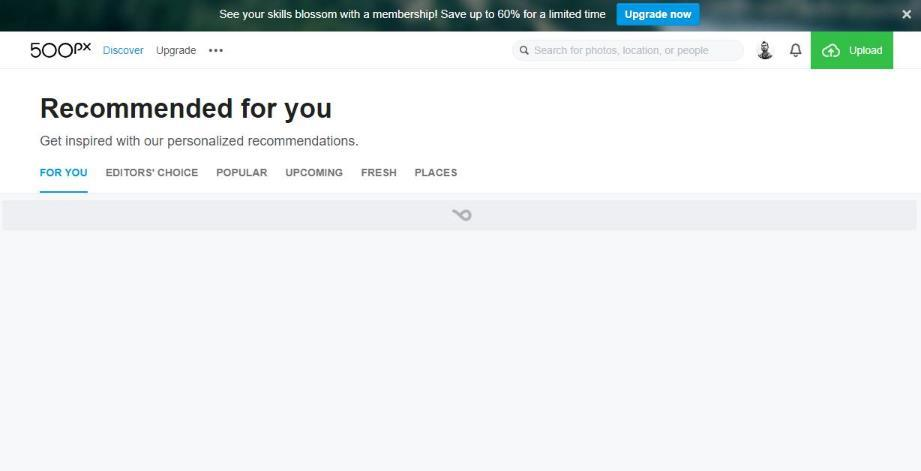 See your skills blossom with a membership! Save up to 60% for a limited time Upgrade now
500px Discover Upgrade ••• Search for photos, location, or people Upload
Recommended for you
Get inspired with our personalized recommendations.
FOR YOU EDITORS' CHOICE POPULAR UPCOMING FRESH PLACES